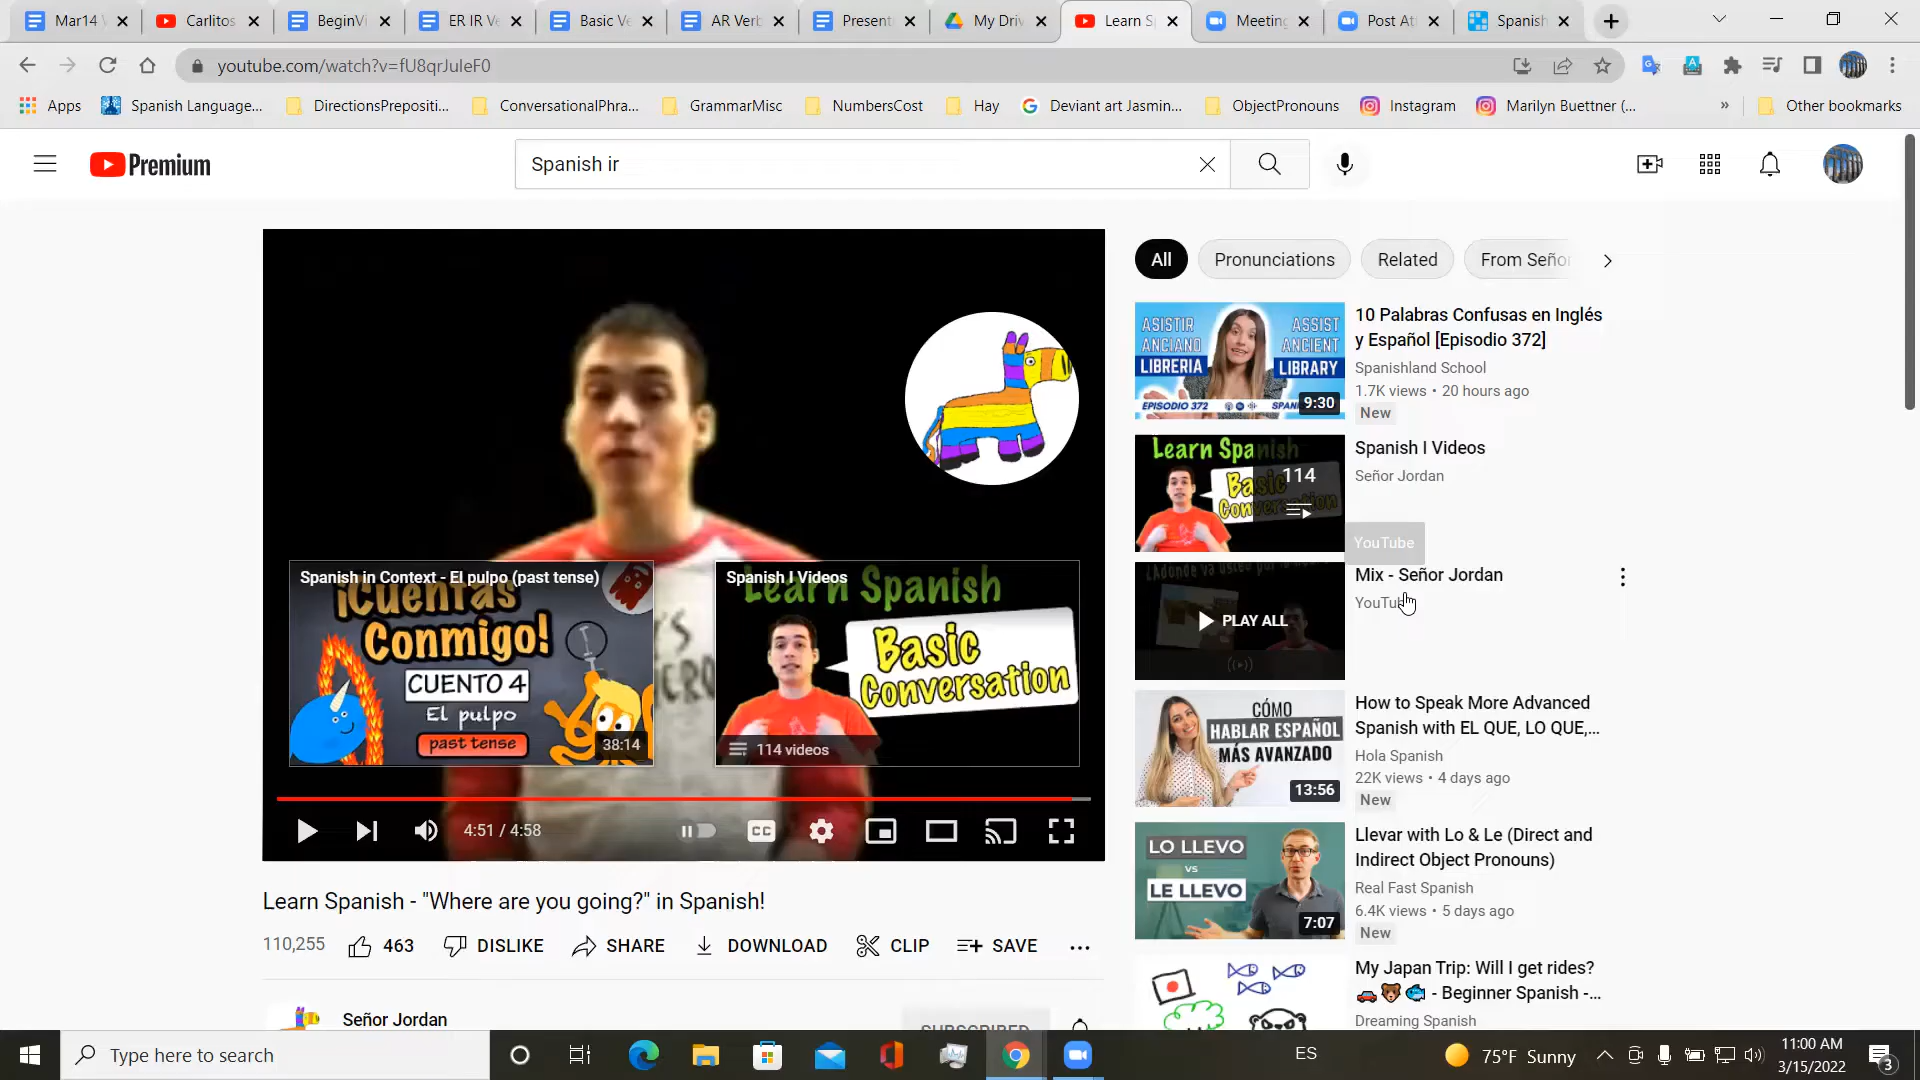 Mar14
Carlitos
BeginVi
ER IR Ve
Basic Ve
AR Verb
Present
My Driv
Learn S
Meeting
Post At
Spanish
youtube.com/watch?v=fU8qrJuleF0
Apps
Spanish Language...
DirectionsPrepositi...
ConversationalPhra...
GrammarMisc
NumbersCost
Hay
Deviant art Jasmin...
ObjectPronouns
Instagram
Marilyn Buettner (...
»
Other bookmarks
Premium
Spanish ir
Spanish in Context - El pulpo (past tense)
¡Cuentas
Conmigo!
CUENTO 4
El pulpo
past tense
38:14
Spanish I Videos
Learn Spanish
Basic
Conversation
114 videos
4:51 / 4:58
CC
Learn Spanish - "Where are you going?" in Spanish!
110,255
463
DISLIKE
SHARE
DOWNLOAD
CLIP
SAVE
Señor Jordan
SUBSCRIBED
All
Pronunciations
Related
From Seño
ASISTIR
ANCIANO
LIBRERIA
ASSIST
ANCIENT
LIBRARY
EPISODIO 372
9:30
10 Palabras Confusas en Inglés
y Español [Episodio 372]
Spanishland School
1.7K views • 20 hours ago
New
Learn Spanish
114
Spanish I Videos
Señor Jordan
YouTube
¿Adónde va usted
PLAY ALL
Mix - Señor Jordan
CÓMO
HABLAR ESPAÑOL
MÁS AVANZADO
13:56
How to Speak More Advanced
Spanish with EL QUE, LO QUE,...
Hola Spanish
22K views • 4 days ago
New
LO LLEVO
VS
LE LLEVO
7:07
Llevar with Lo & Le (Direct and
Indirect Object Pronouns)
Real Fast Spanish
6.4K views • 5 days ago
New
My Japan Trip: Will I get rides?
🚗🐻🐟 - Beginner Spanish -...
Dreaming Spanish
Type here to search
ES
75°F Sunny
11:00 AM
3/15/2022
3